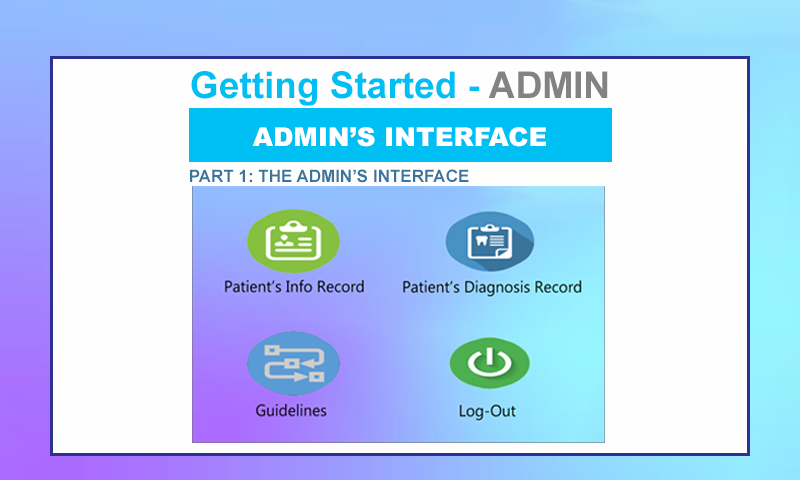 Getting Started - ADMIN
ADMIN'S INTERFACE
PART 1: THE ADMIN'S INTERFACE
Patient's Info Record
Patient's Diagnosis Record
Guidelines
Log-Out